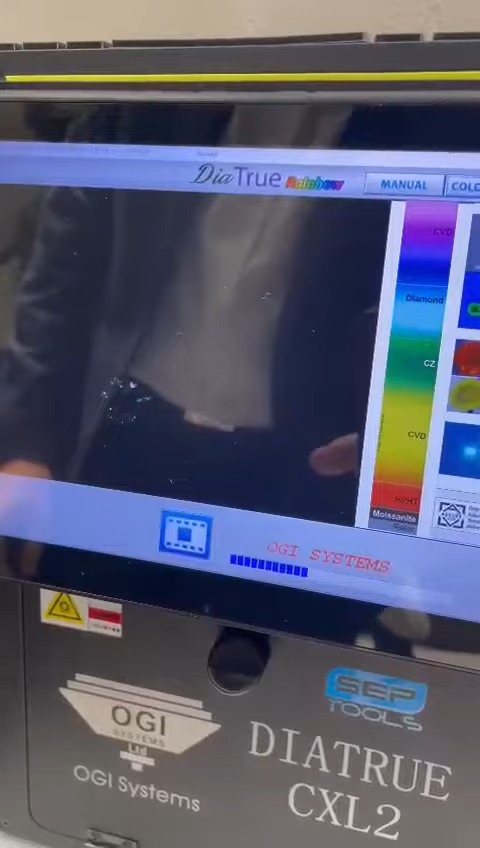 DiaTrue Rainbow
MANUAL
COLO
CVD
Diamond
CZ
CVD
HPHT
Moissanite
OGI SYSTEMS
OGI
SYSTEMS
Ltd
OGI Systems
SEP
TOOLS
DIATRUE
CXL2